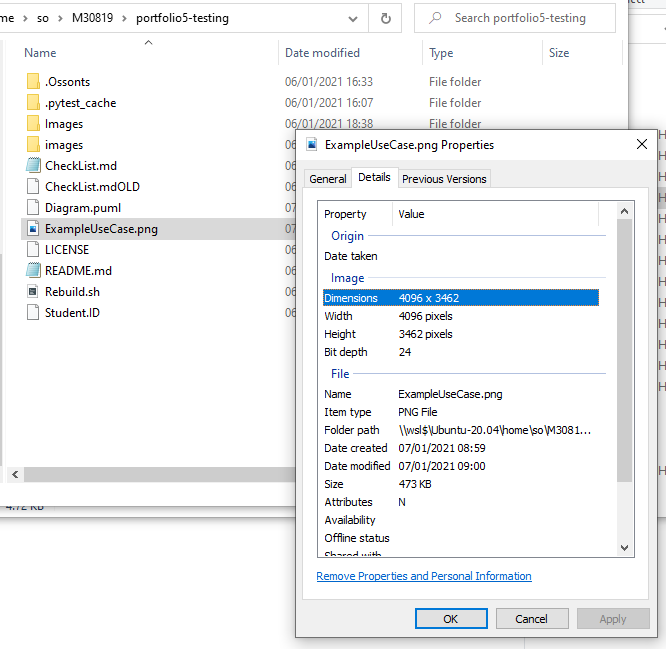 me > so > M30819 > portfolio5-testing
Search portfolio5-testing
Name Date modified Type Size
.Ossonts 06/01/2021 16:33 File folder
.pytest_cache 06/01/2021 16:07 File folder
Images 06/01/2021 18:38 File folder
images 06
CheckList.md 06
CheckList.mdOLD 06
Diagram.puml 07
ExampleUseCase.png 07
LICENSE 06
README.md 06
Rebuild.sh 06
Student.ID 06
4.72 KB
ExampleUseCase.png Properties
General Details Previous Versions
Property Value
Origin
Date taken
Image
Dimensions 4096 x 3462
Width 4096 pixels
Height 3462 pixels
Bit depth 24
File
Name ExampleUseCase.png
Item type PNG File
Folder path \\wsl$\Ubuntu-20.04\home\so\M3081...
Date created 07/01/2021 08:59
Date modified 07/01/2021 09:00
Size 473 KB
Attributes N
Availability
Offline status
Shared with
Remove Properties and Personal Information
OK Cancel Apply